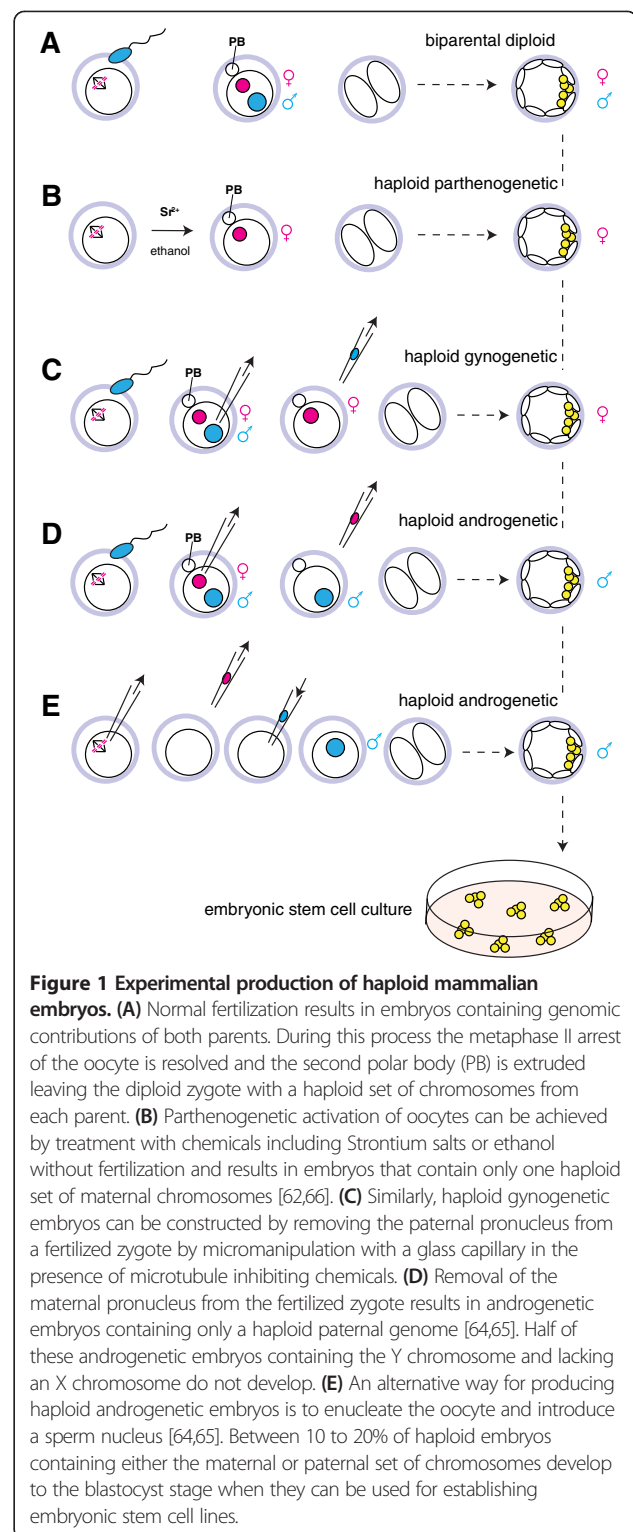 A
PB
biparental diploid
♀
♂
♀
♂
B
Sr²⁺
ethanol
PB
haploid parthenogenetic
♀
♀
C
PB
haploid gynogenetic
♀
♂
♀
♀
D
PB
haploid androgenetic
♀
♂
♂
♂
E
haploid androgenetic
♂
♂
embryonic stem cell culture
Figure 1 Experimental production of haploid mammalian
embryos. (A) Normal fertilization results in embryos containing genomic
contributions of both parents. During this process the metaphase II arrest
of the oocyte is resolved and the second polar body (PB) is extruded
leaving the diploid zygote with a haploid set of chromosomes from
each parent. (B) Parthenogenetic activation of oocytes can be achieved
by treatment with chemicals including Strontium salts or ethanol
without fertilization and results in embryos that contain only one haploid
set of maternal chromosomes [62,66]. (C) Similarly, haploid gynogenetic
embryos can be constructed by removing the paternal pronucleus from
a fertilized zygote by micromanipulation with a glass capillary in the
presence of microtubule inhibiting chemicals. (D) Removal of the
maternal pronucleus from the fertilized zygote results in androgenetic
embryos containing only a haploid paternal genome [64,65]. Half of
these androgenetic embryos containing the Y chromosome and lacking
an X chromosome do not develop. (E) An alternative way for producing
haploid androgenetic embryos is to enucleate the oocyte and introduce
a sperm nucleus [64,65]. Between 10 to 20% of haploid embryos
containing either the maternal or paternal set of chromosomes develop
to the blastocyst stage when they can be used for establishing
embryonic stem cell lines.